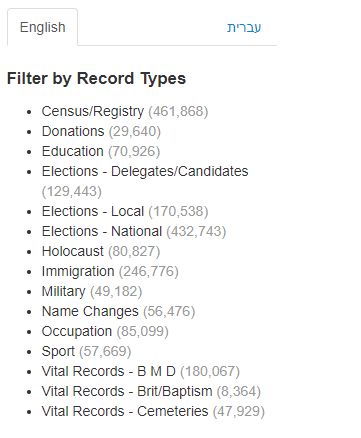 English
עברית
Filter by Record Types
• Census/Registry (461,868)
• Donations (29,640)
• Education (70,926)
• Elections - Delegates/Candidates
(129,443)
• Elections - Local (170,538)
• Elections - National (432,743)
• Holocaust (80,827)
• Immigration (246,776)
• Military (49,182)
• Name Changes (56,476)
• Occupation (85,099)
• Sport (57,669)
• Vital Records - B M D (180,067)
• Vital Records - Brit/Baptism (8,364)
• Vital Records - Cemeteries (47,929)